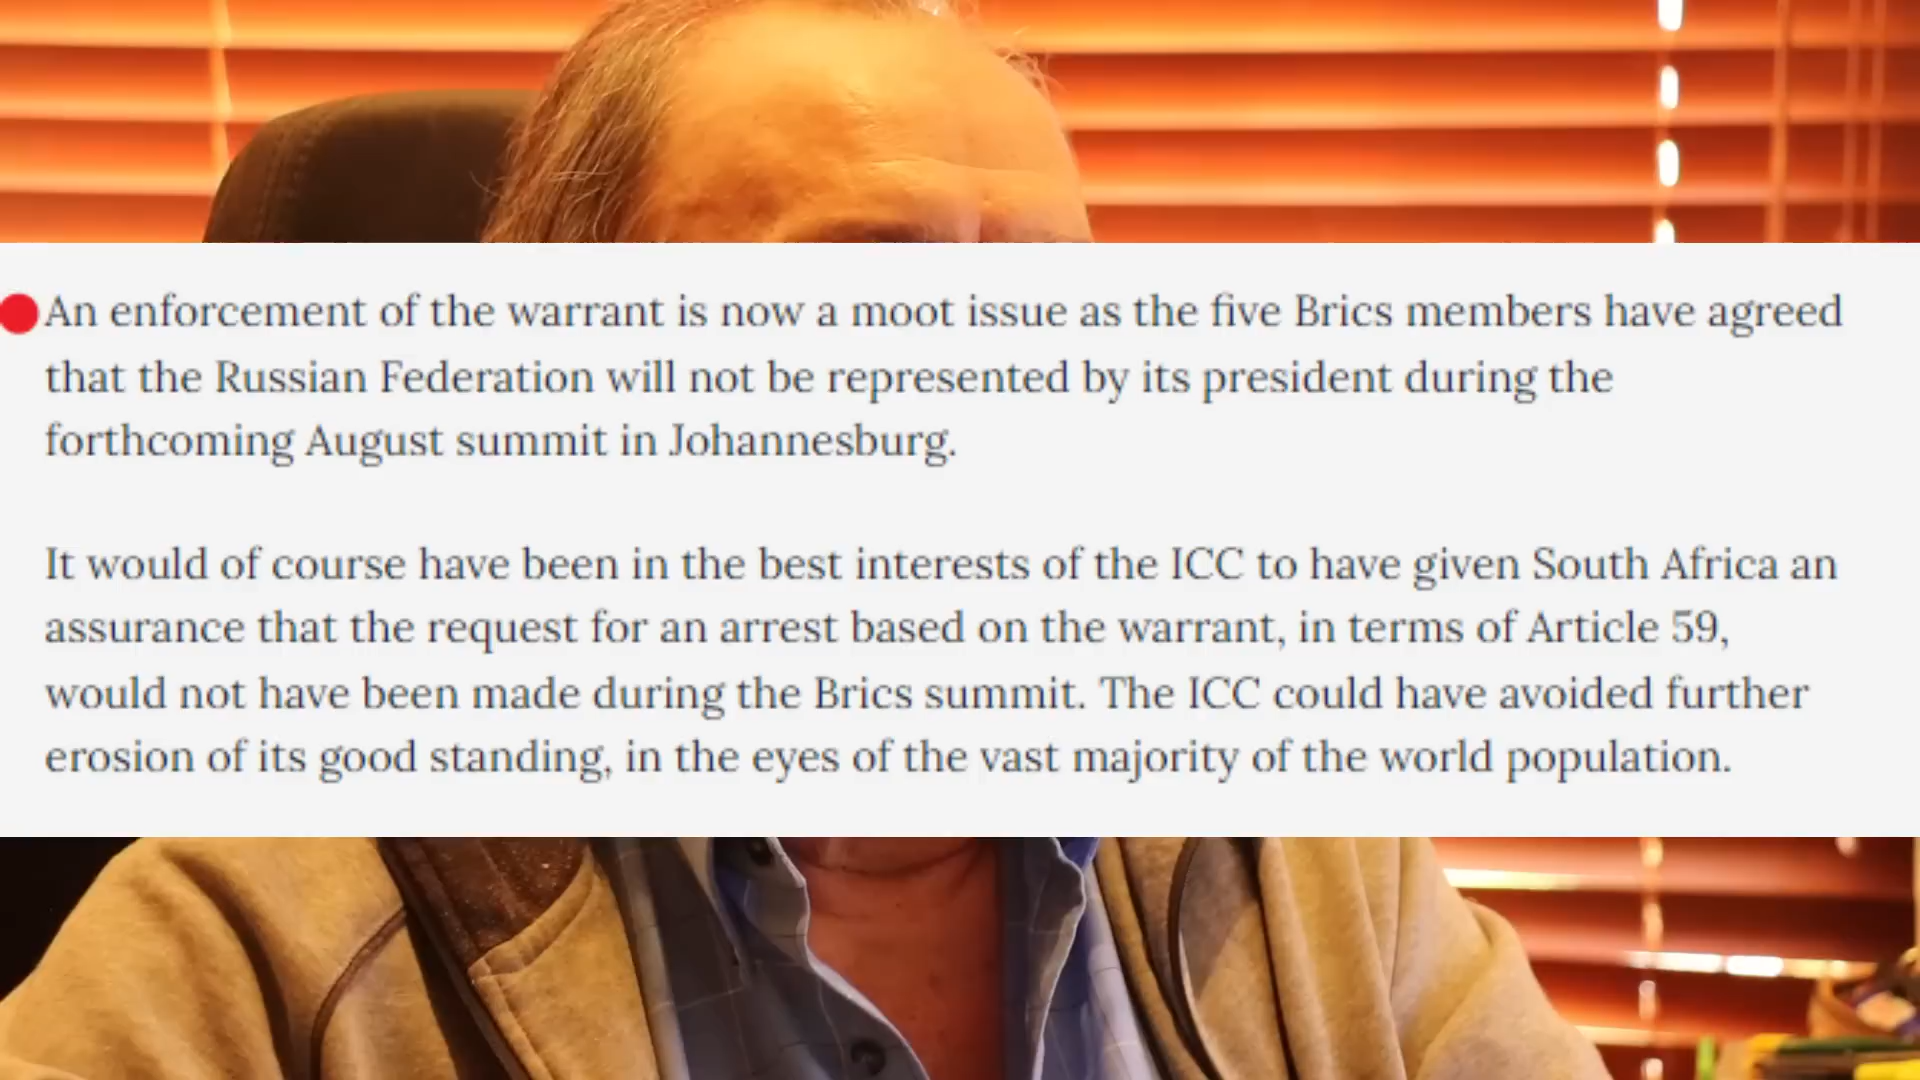 An enforcement of the warrant is now a moot issue as the five Brics members have agreed
that the Russian Federation will not be represented by its president during the
forthcoming August summit in Johannesburg.
It would of course have been in the best interests of the ICC to have given South Africa an
assurance that the request for an arrest based on the warrant, in terms of Article 59,
would not have been made during the Brics summit. The ICC could have avoided further
erosion of its good standing, in the eyes of the vast majority of the world population.